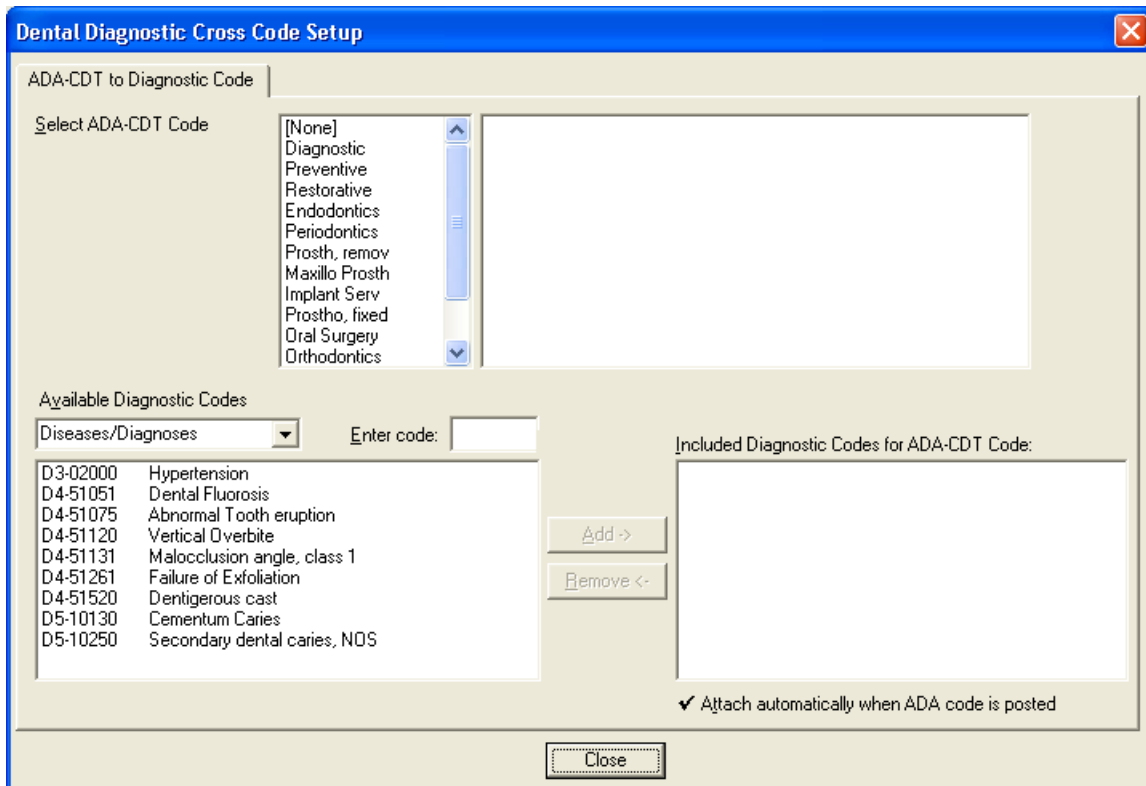 Dental Diagnostic Cross Code Setup
ADA-CDT to Diagnostic Code
Select ADA-CDT Code
[None]
Diagnostic
Preventive
Restorative
Endodontics
Periodontics
Prosth, remov
Maxillo Prosth
Implant Serv
Prostho, fixed
Oral Surgery
Orthodontics
Available Diagnostic Codes
Diseases/Diagnoses
Enter code:
D3-02000 Hypertension
D4-51051 Dental Fluorosis
D4-51075 Abnormal Tooth eruption
D4-51120 Vertical Overbite
D4-51131 Malocclusion angle, class 1
D4-51261 Failure of Exfoliation
D4-51520 Dentigerous cast
D5-10130 Cementum Caries
D5-10250 Secondary dental caries, NOS
Add ->
Remove <-
Included Diagnostic Codes for ADA-CDT Code:
Attach automatically when ADA code is posted
Close